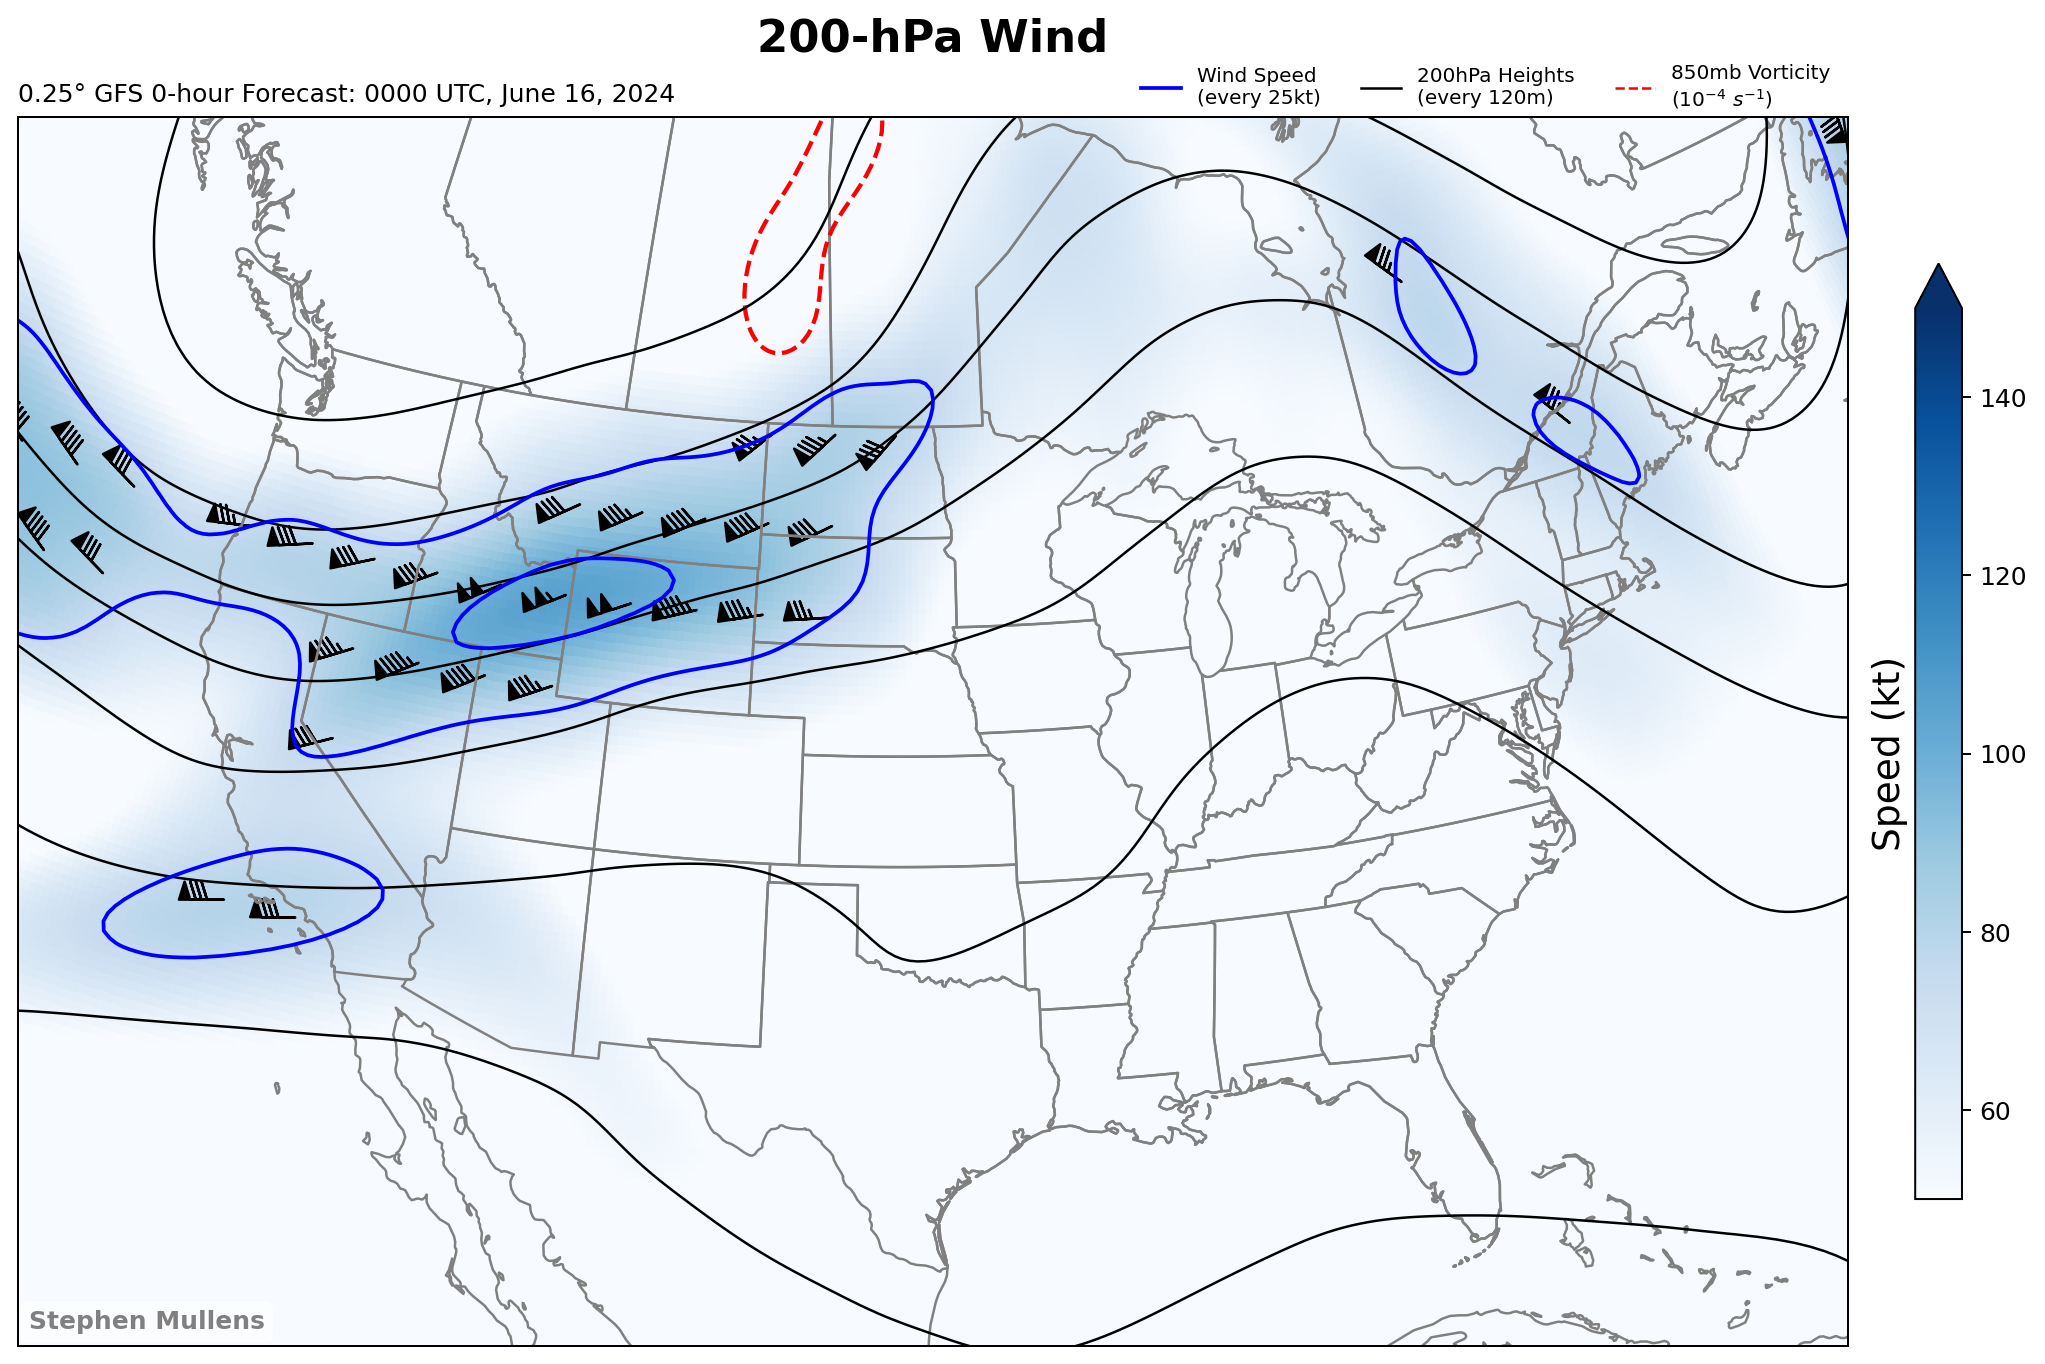 200-hPa Wind
0.25° GFS 0-hour Forecast: 0000 UTC, June 16, 2024
Wind Speed
(every 25kt)
200hPa Heights
(every 120m)
850mb Vorticity
(10⁻⁴ s⁻¹)
140
120
100
80
60
Speed (kt)
Stephen Mullens